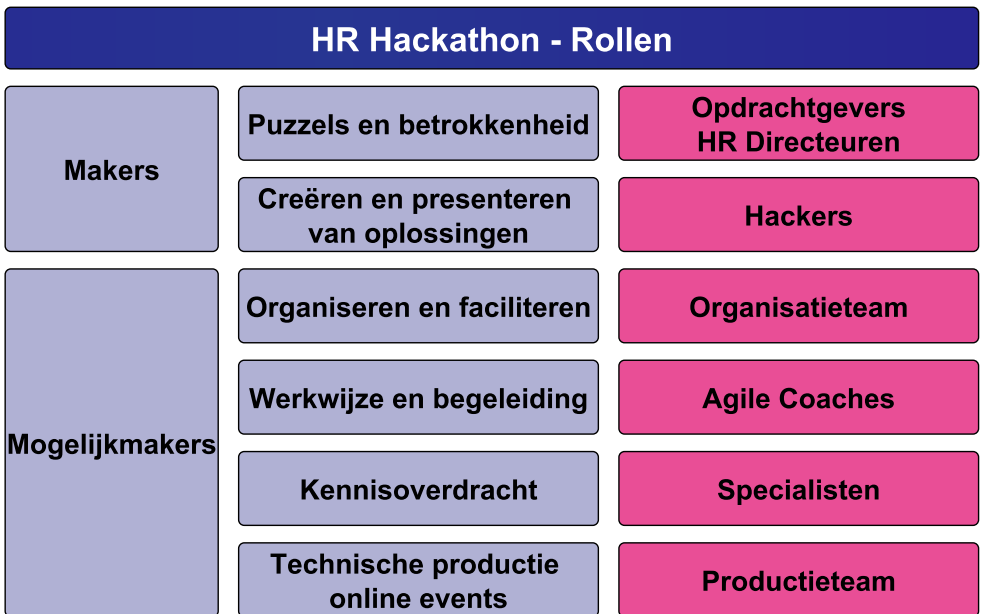 HR Hackathon - Rollen
Makers
Puzzels en betrokkenheid
Opdrachtgevers
HR Directeuren
Creëren en presenteren
van oplossingen
Hackers
Mogelijkmakers
Organiseren en faciliteren
Organisatieteam
Werkwijze en begeleiding
Agile Coaches
Kennisoverdracht
Specialisten
Technische productie
online events
Productieteam